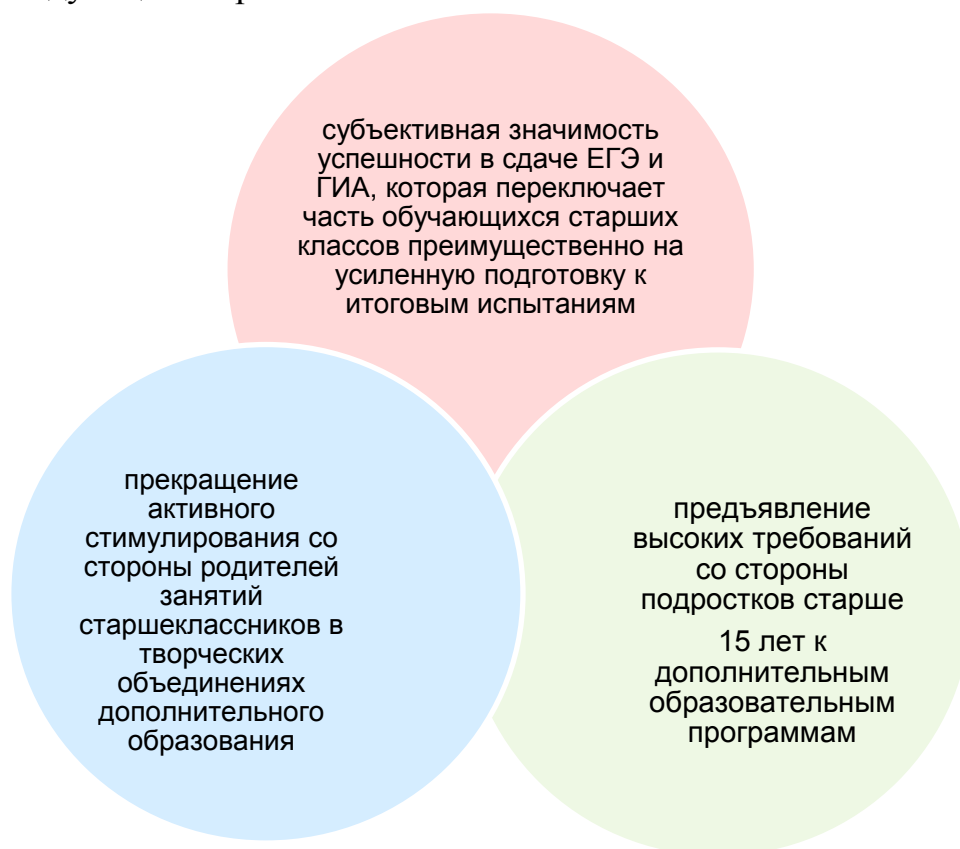 субъективная значимость
успешности в сдаче ЕГЭ и
ГИА, которая переключает
часть обучающихся старших
классов преимущественно на
усиленную подготовку к
итоговым испытаниям
прекращение
активного
стимулирования со
стороны родителей
занятий
старшеклассников в
творческих
объединениях
дополнительного
образования
предъявление
высоких требований
со стороны
подростков старше
15 лет к
дополнительным
образовательным
программам